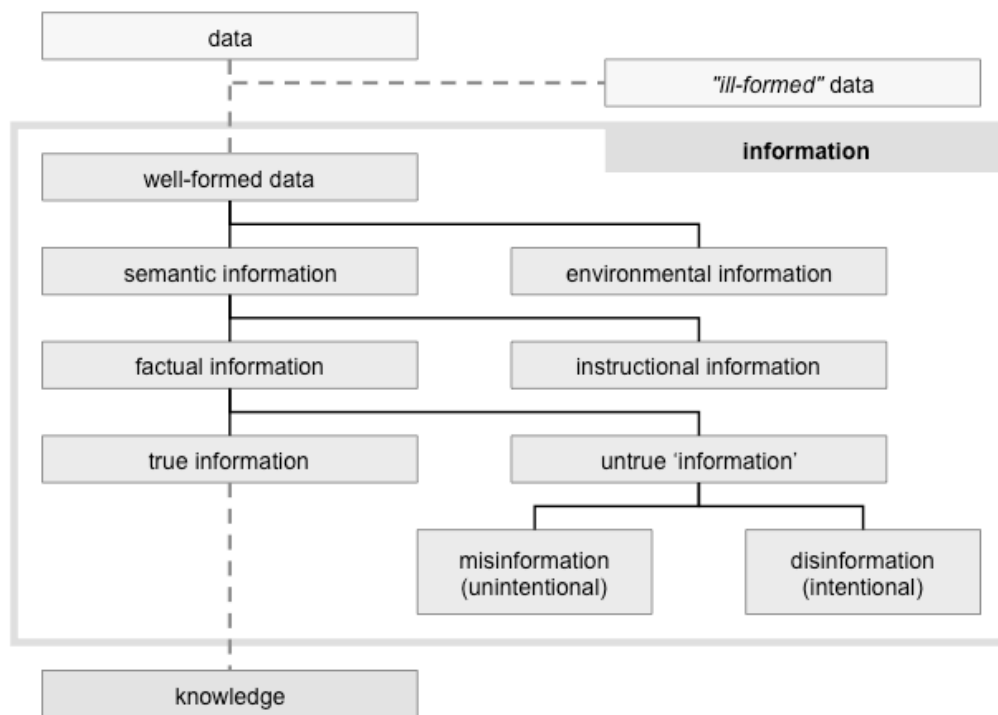 data
"ill-formed" data
information
well-formed data
semantic information
environmental information
factual information
instructional information
true information
untrue ‘information’
misinformation
(unintentional)
disinformation
(intentional)
knowledge